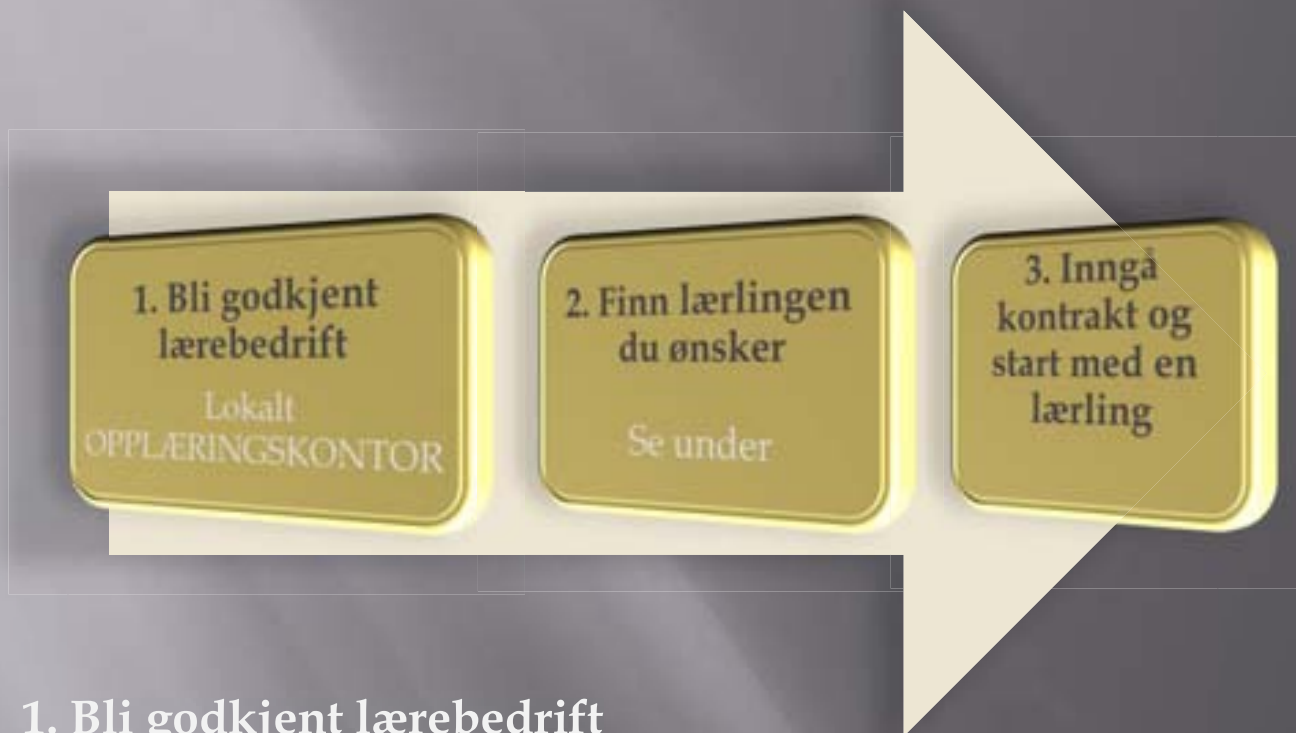 1. Bli godkjent
lærebedrift
Lokalt
OPPLÆRINGSKONTOR
2. Finn lærlingen
du ønsker
Se under
3. Inngå
kontrakt og
start med en
lærling
1. Bli godkjent lærebedrift